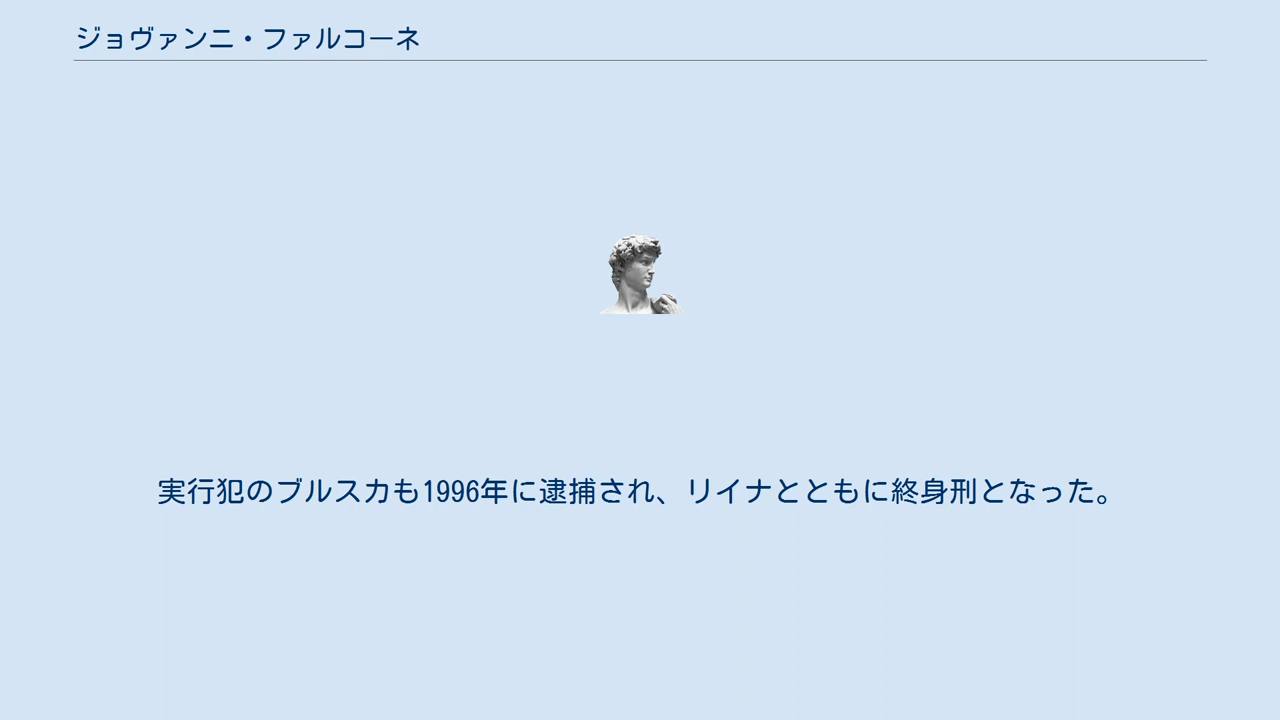 ジョヴァンニ・ファルコーネ
実行犯のブルスカも1996年に逮捕され、リイナとともに終身刑となった。